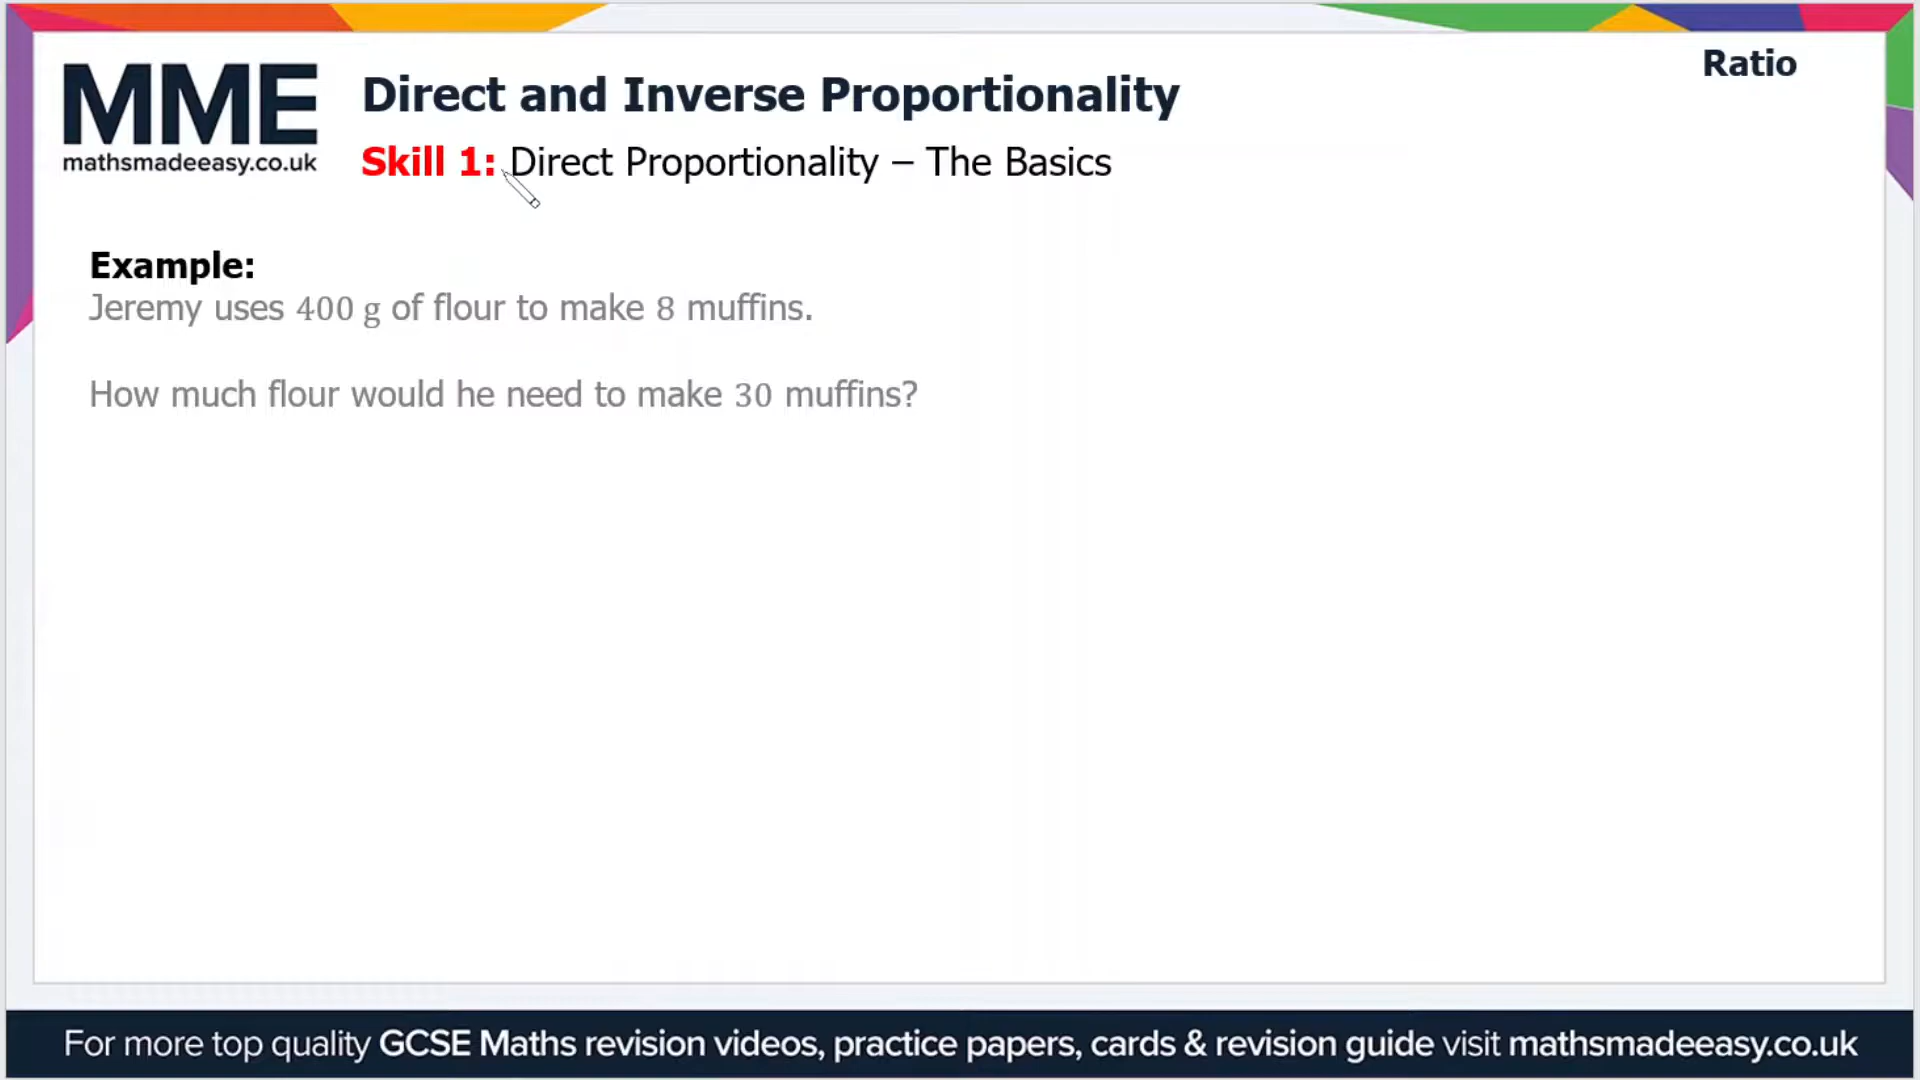 Ratio
MME
mathsmadeeasy.co.uk
Direct and Inverse Proportionality
Skill 1: Direct Proportionality – The Basics
Example:
Jeremy uses 400 g of flour to make 8 muffins.
How much flour would he need to make 30 muffins?
For more top quality GCSE Maths revision videos, practice papers, cards & revision guide visit mathsmadeeasy.co.uk